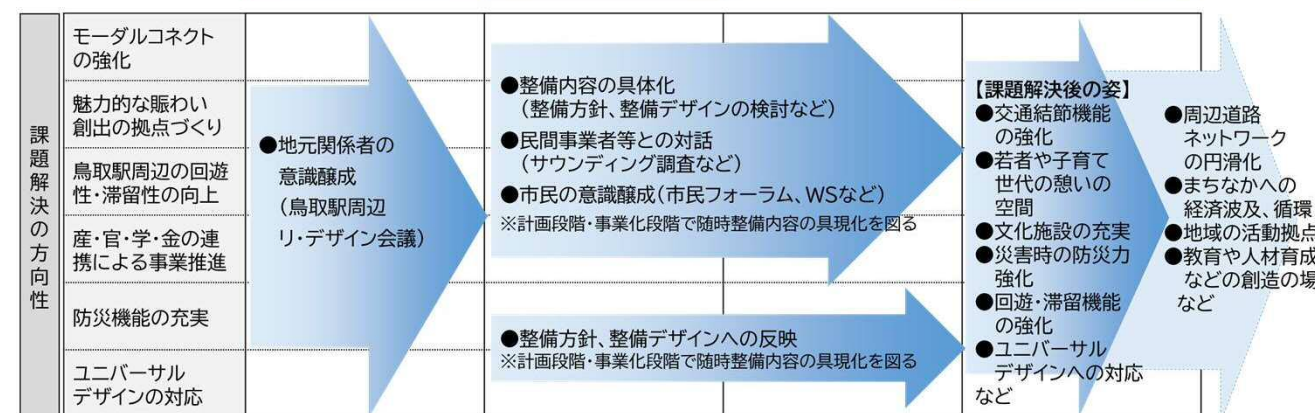 課題解決の方向性
モーダルコネクト
の強化
魅力的な賑わい
創出の拠点づくり
鳥取駅周辺の回遊
性・滞留性の向上
産・官・学・金の連
携による事業推進
防災機能の充実
ユニバーサル
デザインの対応
●地元関係者の
意識醸成
（鳥取駅周辺
リ・デザイン会議）
●整備内容の具体化
（整備方針、整備デザインの検討など）
●民間事業者等との対話
（サウンディング調査など）
●市民の意識醸成（市民フォーラム、WSなど）
※計画段階・事業化段階で随時整備内容の具現化を図る
●整備方針、整備デザインへの反映
※計画段階・事業化段階で随時整備内容の具現化を図る
【課題解決後の姿】
●交通結節機能
の強化
●若者や子育て
世代の憩いの
空間
●文化施設の充実
●災害時の防災力
強化
●回遊・滞留機能
の強化
●ユニバーサル
デザインへの対応
など
●周辺道路
ネットワーク
の円滑化
●まちなかへの
経済波及、循環
●地域の活動拠点
●教育や人材育成
などの創造の場
など